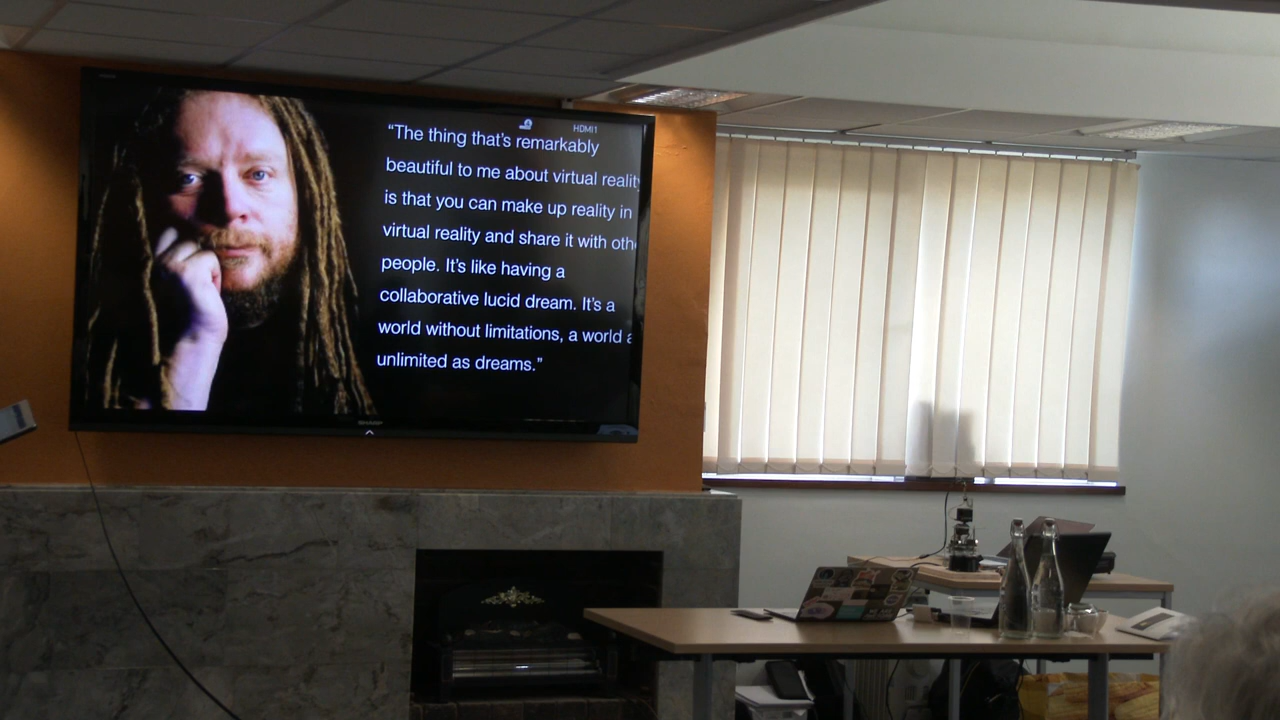 HDMI1
“The thing that’s remarkably
beautiful to me about virtual reality
is that you can make up reality in
virtual reality and share it with oth
people. It’s like having a
collaborative lucid dream. It’s a
world without limitations, a world a
unlimited as dreams.”
SHARP